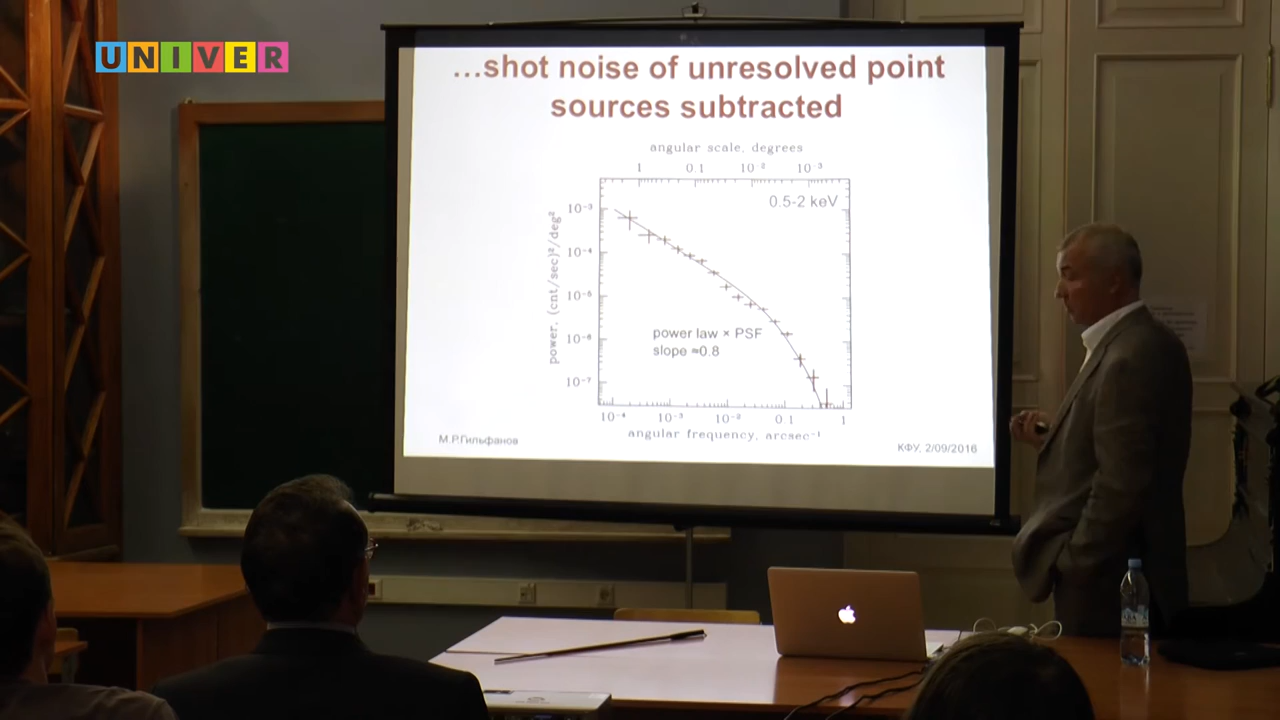 UNIVER
...shot noise of unresolved point
sources subtracted
angular scale, degrees
1 0.1 10⁻² 10⁻³
0.5-2 keV
10⁻³
10⁻⁴
10⁻⁵
10⁻⁶
10⁻⁷
power, (cnt/sec)²/deg²
power law × PSF
slope ≈0.8
10⁻⁴ 10⁻³ 10⁻² 0.1 1
angular frequency, arcsec⁻¹
М.Р.Гильфанов
КФУ, 2/09/2016